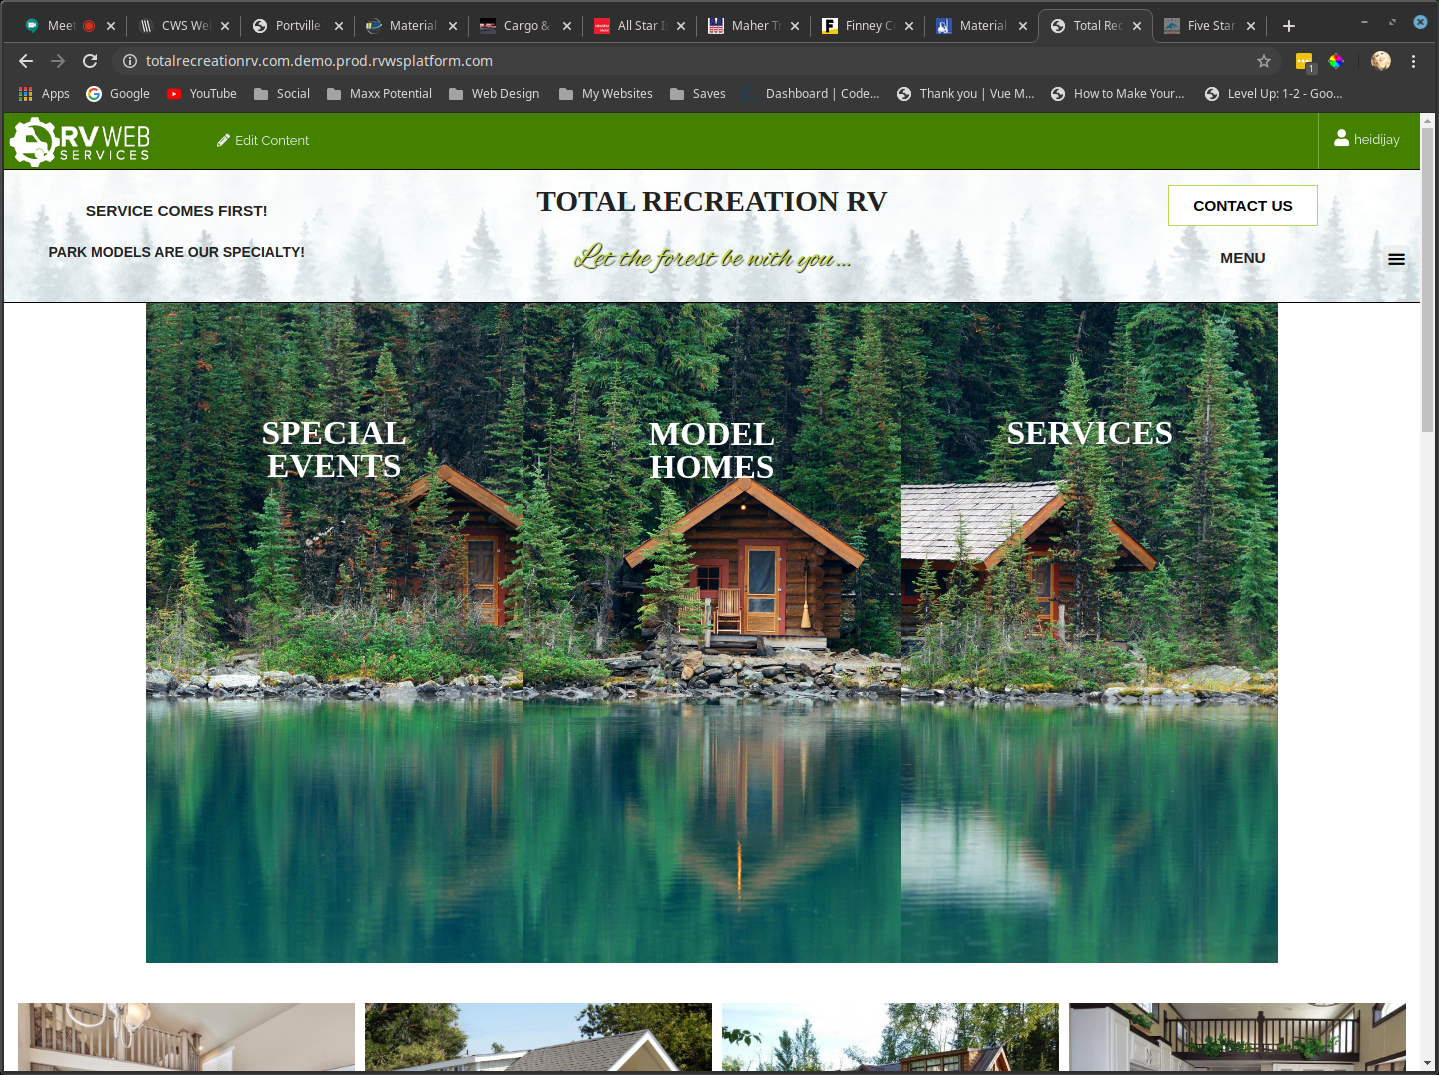 Meet
CWS Wel
Portville
Material
Cargo &
All Star I
Maher T
Finney C
Material
Total Rec
Five Star
totalrecreationrv.com.demo.prod.rvwsplatform.com
1
Apps
Google
YouTube
Social
Maxx Potential
Web Design
My Websites
Saves
Dashboard | Code...
Thank you | Vue M...
How to Make Your...
Level Up: 1-2 - Goo...
RV WEB
SERVICES
Edit Content
heidijay
SERVICE COMES FIRST!
PARK MODELS ARE OUR SPECIALTY!
TOTAL RECREATION RV
Let the forest be with you...
CONTACT US
MENU
SPECIAL
EVENTS
MODEL
HOMES
SERVICES